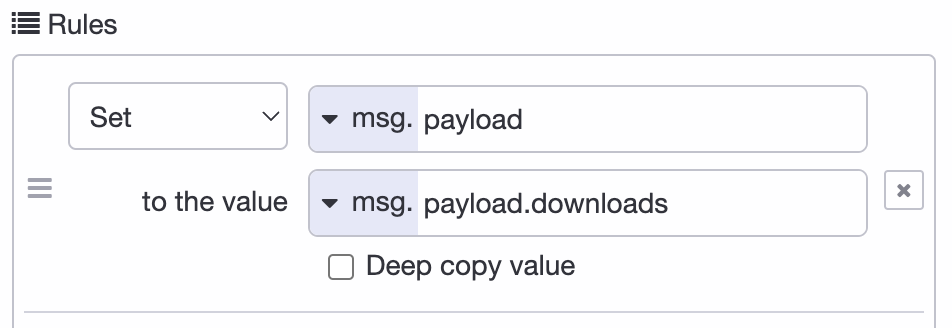 Rules
Set
msg. payload
to the value
msg. payload.downloads
Deep copy value